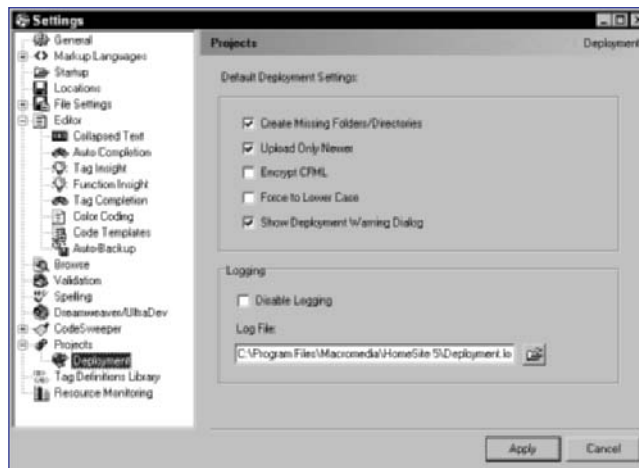 Settings
General
Markup Languages
Startup
Locations
File Settings
Editor
Collapsed Text
Auto Completion
Tag Insight
Function Insight
Tag Completion
Color Coding
Code Templates
Auto-Backup
Browse
Validation
Spelling
Dreamweaver/UltraDev
CodeSweeper
Projects
Deployment
Tag Definitions Library
Resource Monitoring
Projects Deployment
Default Deployment Settings:
Create Missing Folders/Directories
Upload Only Newer
Encrypt CFML
Force to Lower Case
Show Deployment Warning Dialog
Logging
Disable Logging
Log File:
C:\Program Files\Macromedia\HomeSite 5\Deployment.lo
Apply Cancel